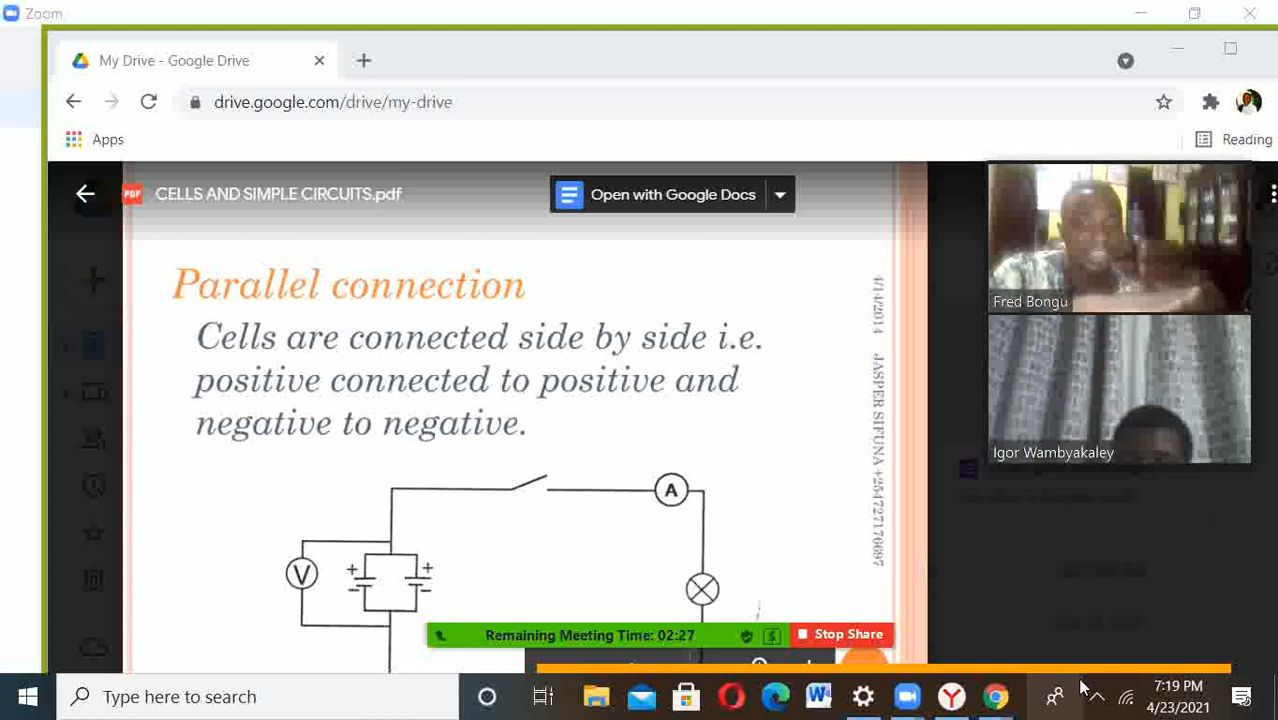 Zoom
My Drive - Google Drive
drive.google.com/drive/my-drive
Apps
Reading
PDF
CELLS AND SIMPLE CIRCUITS.pdf
Open with Google Docs
Parallel connection
Cells are connected side by side i.e.
positive connected to positive and
negative to negative.
4/14/2014 JASPER SIFUNA +254727170697
A
V
+
+
−
−
Fred Bongu
Igor Wambyakaley
Remaining Meeting Time: 02:27
Stop Share
Type here to search
7:19 PM
4/23/2021